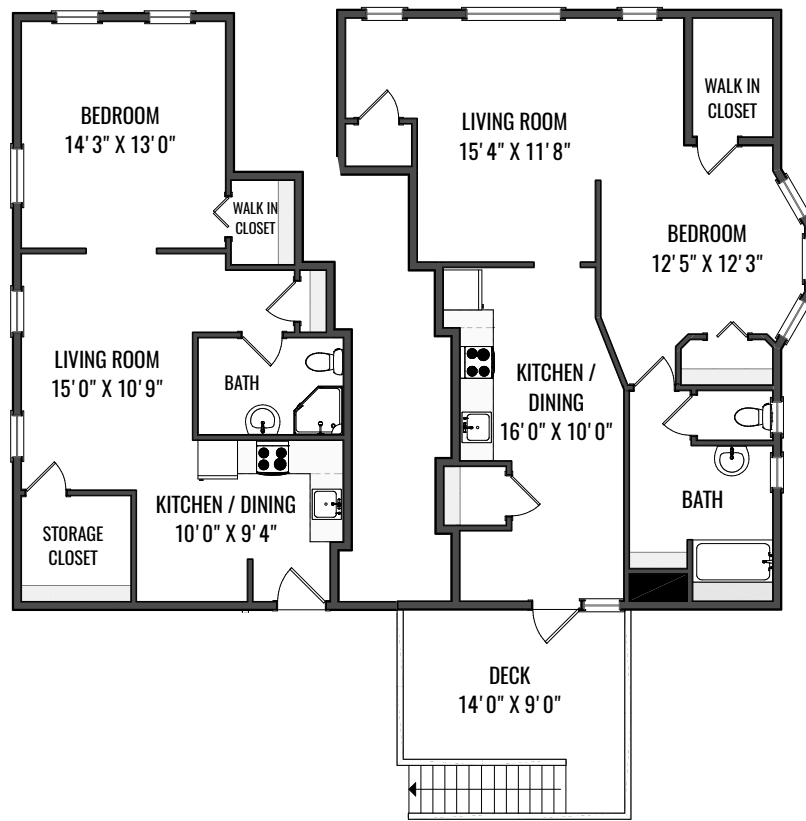 BEDROOM
14'3" X 13'0"
WALK IN
CLOSET
LIVING ROOM
15'0" X 10'9"
BATH
KITCHEN / DINING
10'0" X 9'4"
STORAGE
CLOSET
LIVING ROOM
15'4" X 11'8"
WALK IN
CLOSET
BEDROOM
12'5" X 12'3"
KITCHEN /
DINING
16'0" X 10'0"
BATH
DECK
14'0" X 9'0"